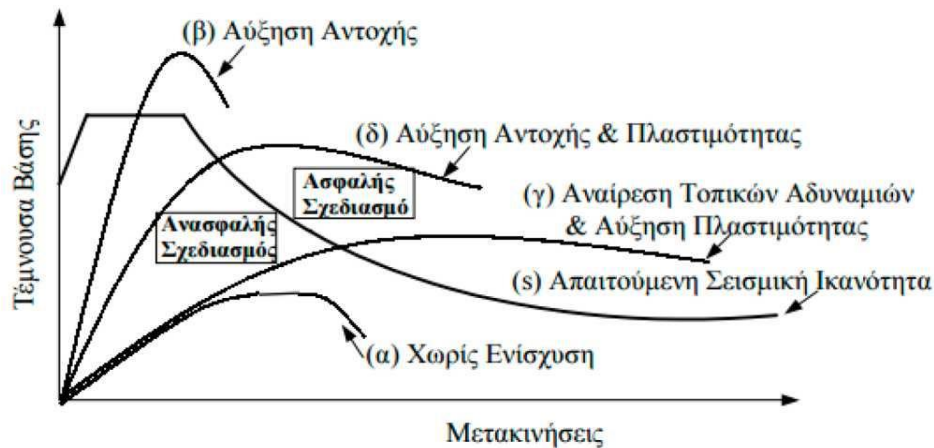 (β) Αύξηση Αντοχής
(δ) Αύξηση Αντοχής & Πλαστιμότητας
Ασφαλής
Σχεδιασμό
(γ) Αναίρεση Τοπικών Αδυναμιών
& Αύξηση Πλαστιμότητας
Ανασφαλής
Σχεδιασμός
(s) Απαιτούμενη Σεισμική Ικανότητα
(α) Χωρίς Ενίσχυση
Τέμνουσα Βάσης
Μετακινήσεις